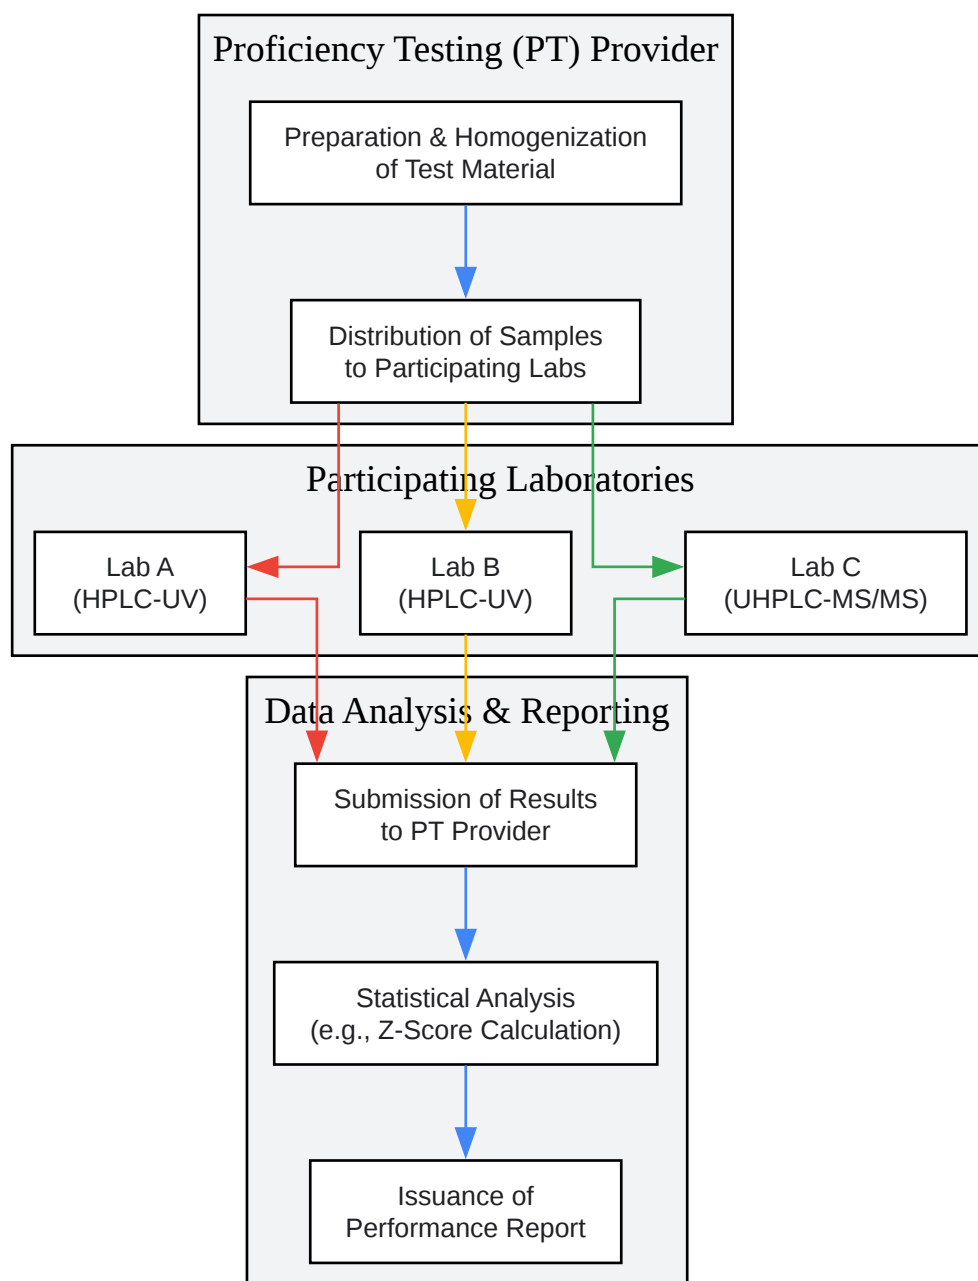 Proficiency Testing (PT) Provider
Preparation & Homogenization
of Test Material
Distribution of Samples
to Participating Labs
Participating Laboratories
Lab A
(HPLC-UV)
Lab B
(HPLC-UV)
Lab C
(UHPLC-MS/MS)
Data Analysis & Reporting
Submission of Results
to PT Provider
Statistical Analysis
(e.g., Z-Score Calculation)
Issuance of
Performance Report